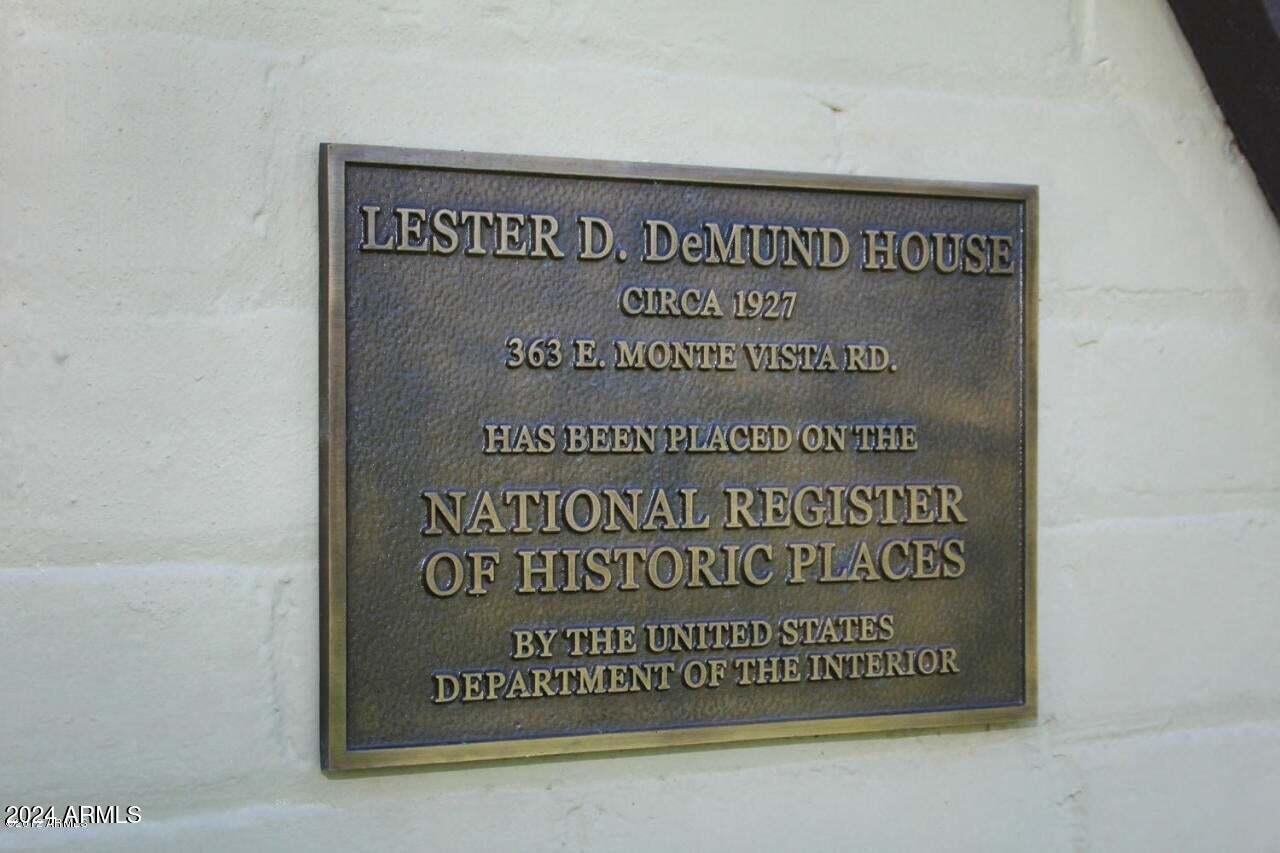 LESTER D. DeMUND HOUSE
CIRCA 1927
363 E. MONTE VISTA RD.
HAS BEEN PLACED ON THE
NATIONAL REGISTER
OF HISTORIC PLACES
BY THE UNITED STATES
DEPARTMENT OF THE INTERIOR
2024 ARMLS